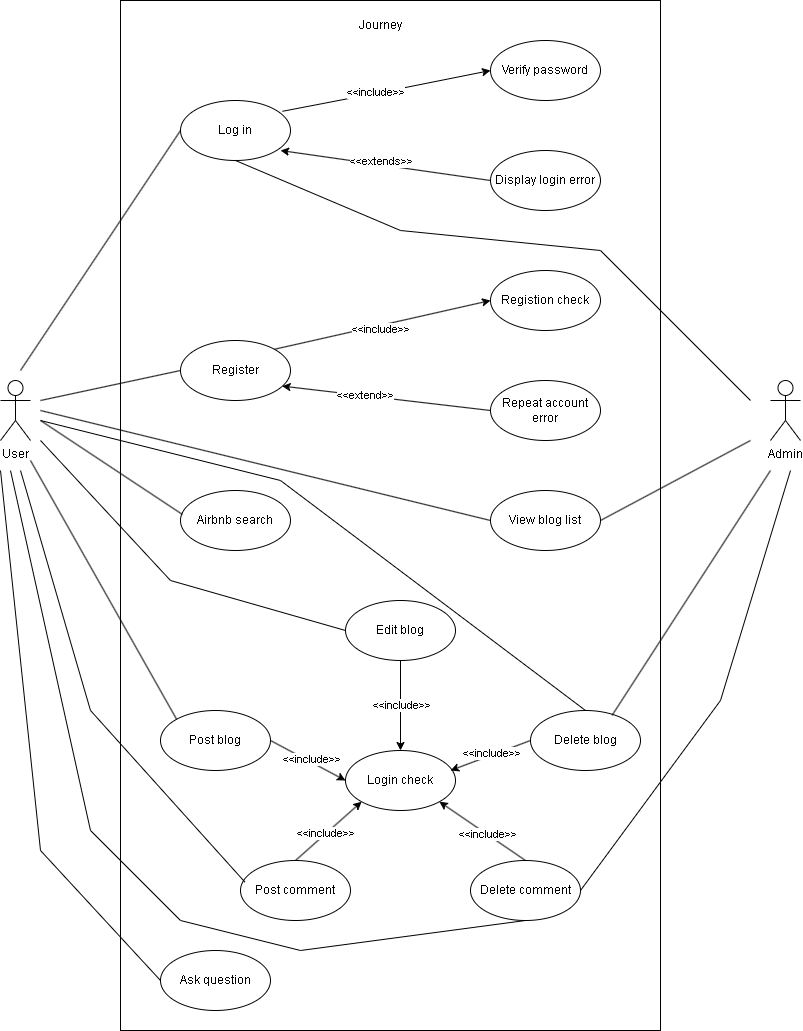 Journey
Verify password
<<include>>
Log in
<<extends>>
Display login error
Registion check
<<include>>
Register
<<extend>>
Repeat account
error
User
Admin
Airbnb search
View blog list
Edit blog
<<include>>
Post blog
Delete blog
<<include>>
<<include>>
Login check
<<include>>
<<include>>
Post comment
Delete comment
Ask question